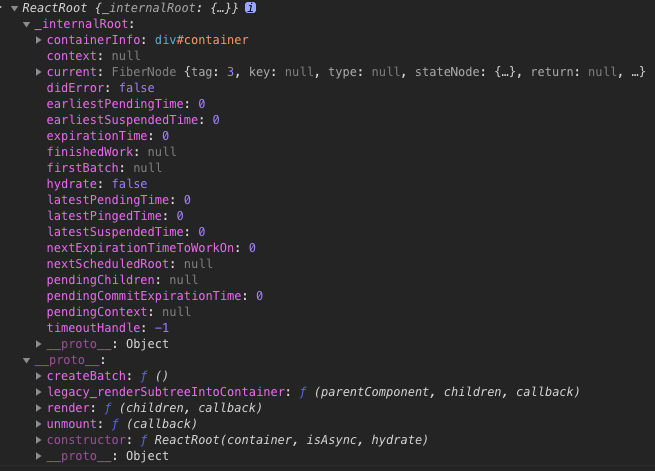 ReactRoot {_internalRoot: {…}} i
_internalRoot:
containerInfo: div#container
context: null
current: FiberNode {tag: 3, key: null, type: null, stateNode: {…}, return: null, …}
didError: false
earliestPendingTime: 0
earliestSuspendedTime: 0
expirationTime: 0
finishedWork: null
firstBatch: null
hydrate: false
latestPendingTime: 0
latestPingedTime: 0
latestSuspendedTime: 0
nextExpirationTimeToWorkOn: 0
nextScheduledRoot: null
pendingChildren: null
pendingCommitExpirationTime: 0
pendingContext: null
timeoutHandle: -1
__proto__: Object
__proto__:
createBatch: ƒ ()
legacy_renderSubtreeIntoContainer: ƒ (parentComponent, children, callback)
render: ƒ (children, callback)
unmount: ƒ (callback)
constructor: ƒ ReactRoot(container, isAsync, hydrate)
__proto__: Object